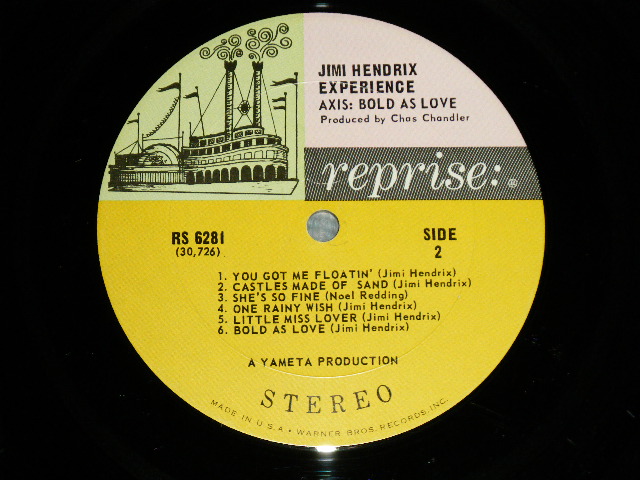 JIMI HENDRIX
EXPERIENCE
AXIS: BOLD AS LOVE
Produced by Chas Chandler
reprise: ®
RS 6281
(30,726)
SIDE
2
1. YOU GOT ME FLOATIN' (Jimi Hendrix)
2. CASTLES MADE OF SAND (Jimi Hendrix)
3. SHE'S SO FINE (Noel Redding)
4. ONE RAINY WISH (Jimi Hendrix)
5. LITTLE MISS LOVER (Jimi Hendrix)
6. BOLD AS LOVE (Jimi Hendrix)
A YAMETA PRODUCTION
STEREO
MADE IN U.S.A. • WARNER BROS. RECORDS, INC.